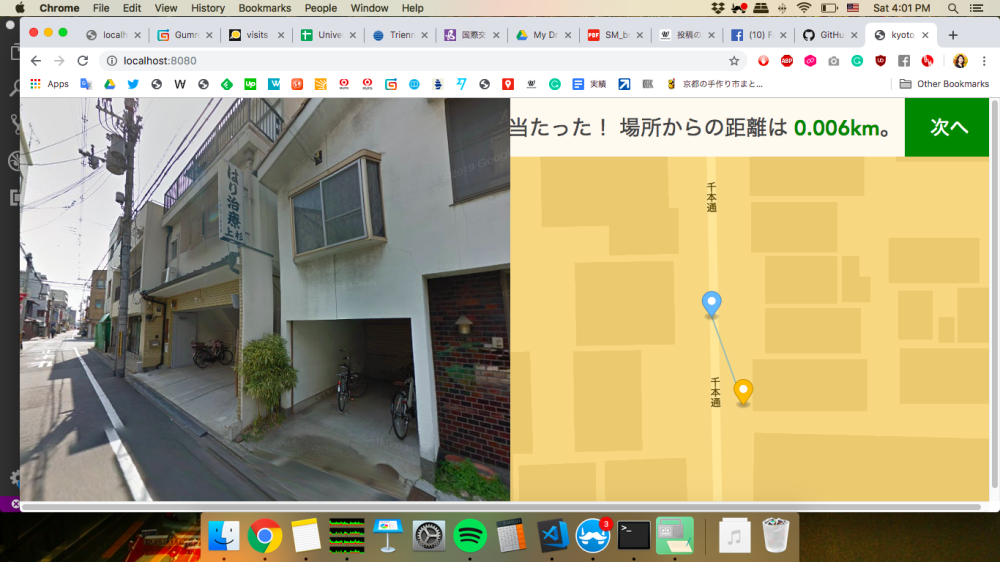 Chrome File Edit View History Bookmarks People Window Help
Sat 4:01 PM
localh
Gumr
visits
Unive
Trienn
国際交
My Dr
SM_b
投稿の
(10) F
GitHu
kyoto
localhost:8080
Apps
実績
京都の手作り市まと...
Other Bookmarks
はり治療
上杉
当たった！ 場所からの距離は 0.006km。
次へ
千本通
千本通
3